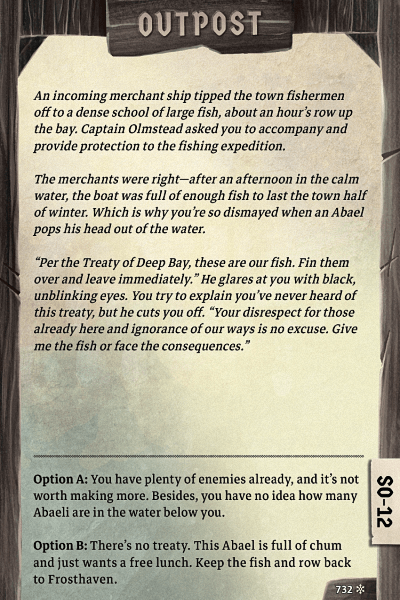 OUTPOST
An incoming merchant ship tipped the town fishermen
off to a dense school of large fish, about an hour's row up
the bay. Captain Olmstead asked you to accompany and
provide protection to the fishing expedition.
The merchants were right—after an afternoon in the calm
water, the boat was full of enough fish to last the town half
of winter. Which is why you're so dismayed when an Abael
pops his head out of the water.
“Per the Treaty of Deep Bay, these are our fish. Fin them
over and leave immediately.” He glares at you with black,
unblinking eyes. You try to explain you've never heard of
this treaty, but he cuts you off. “Your disrespect for those
already here and ignorance of our ways is no excuse. Give
me the fish or face the consequences.”
Option A: You have plenty of enemies already, and it's not
worth making more. Besides, you have no idea how many
Abaeli are in the water below you.
Option B: There's no treaty. This Abael is full of chum
and just wants a free lunch. Keep the fish and row back
to Frosthaven.
SO-12
732